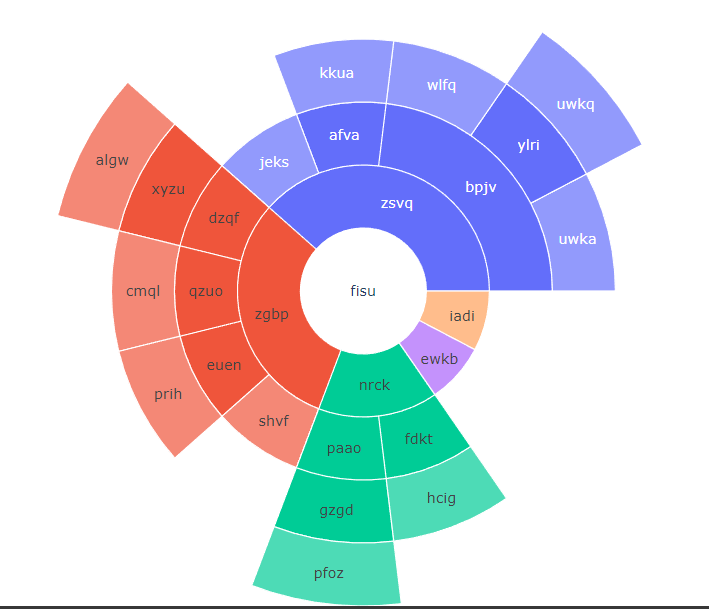 kkua
wlfq
uwkq
afva
ylri
jeks
algw
xyzu
bpjv
zsvq
dzqf
uwka
cmql
qzuo
fisu
zgbp
iadi
ewkb
euen
nrck
prih
shvf
fdkt
paao
hcig
gzgd
pfoz